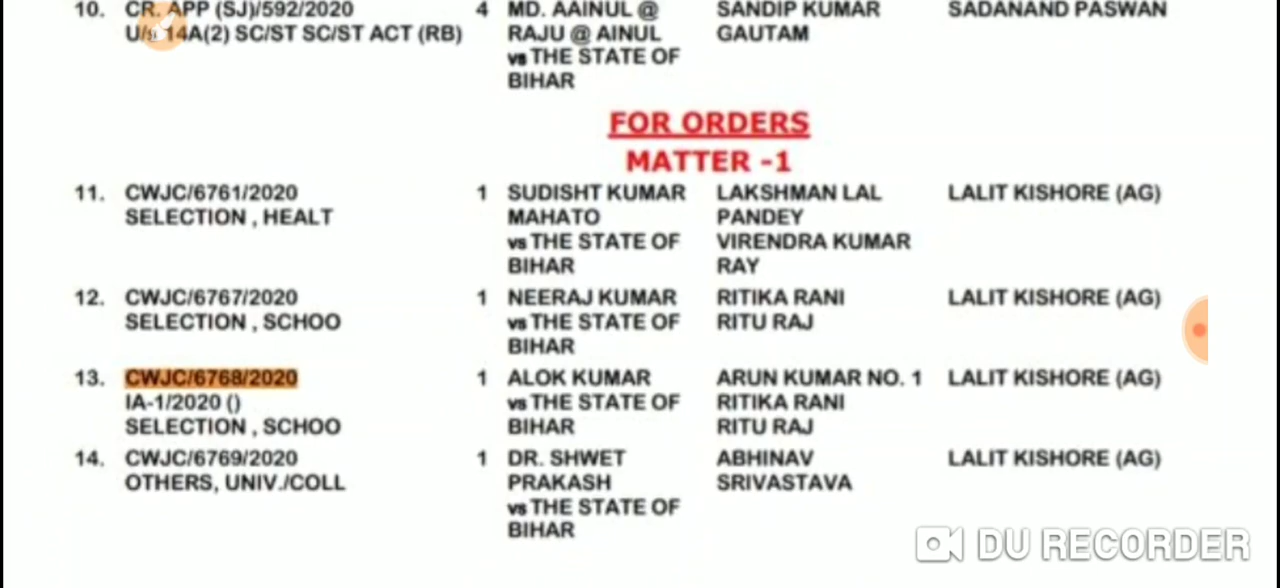 10. CR. APP (SJ)/592/2020 4 MD. AAINUL @ SANDIP KUMAR SADANAND PASWAN
14A(2) SC/ST SC/ST ACT (RB) RAJU @ AINUL GAUTAM
vs THE STATE OF
BIHAR
FOR ORDERS
MATTER -1
11. CWJC/6761/2020 1 SUDISHT KUMAR LAKSHMAN LAL LALIT KISHORE (AG)
SELECTION , HEALT MAHATO PANDEY
vs THE STATE OF VIRENDRA KUMAR
BIHAR RAY
12. CWJC/6767/2020 1 NEERAJ KUMAR RITIKA RANI LALIT KISHORE (AG)
SELECTION , SCHOO vs THE STATE OF RITU RAJ
BIHAR
13. CWJC/6768/2020 1 ALOK KUMAR ARUN KUMAR NO. 1 LALIT KISHORE (AG)
IA-1/2020 () vs THE STATE OF RITIKA RANI
SELECTION , SCHOO BIHAR RITU RAJ
14. CWJC/6769/2020 1 DR. SHWET ABHINAV LALIT KISHORE (AG)
OTHERS, UNIV./COLL PRAKASH SRIVASTAVA
vs THE STATE OF
BIHAR
DU RECORDER